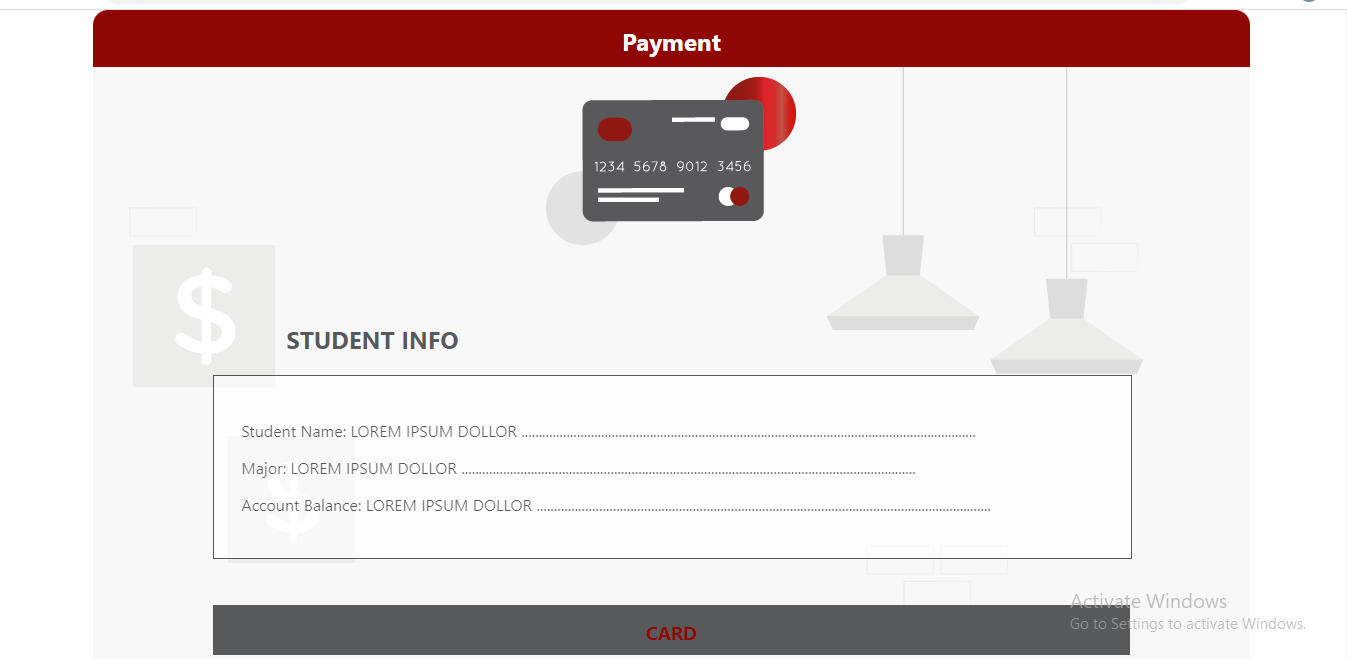 Payment
1234 5678 9012 3456
STUDENT INFO
Student Name: LOREM IPSUM DOLLOR ........................................................................................................................................
Major: LOREM IPSUM DOLLOR ........................................................................................................................................
Account Balance: LOREM IPSUM DOLLOR ........................................................................................................................................
Activate Windows
Go to Settings to activate Windows.
CARD